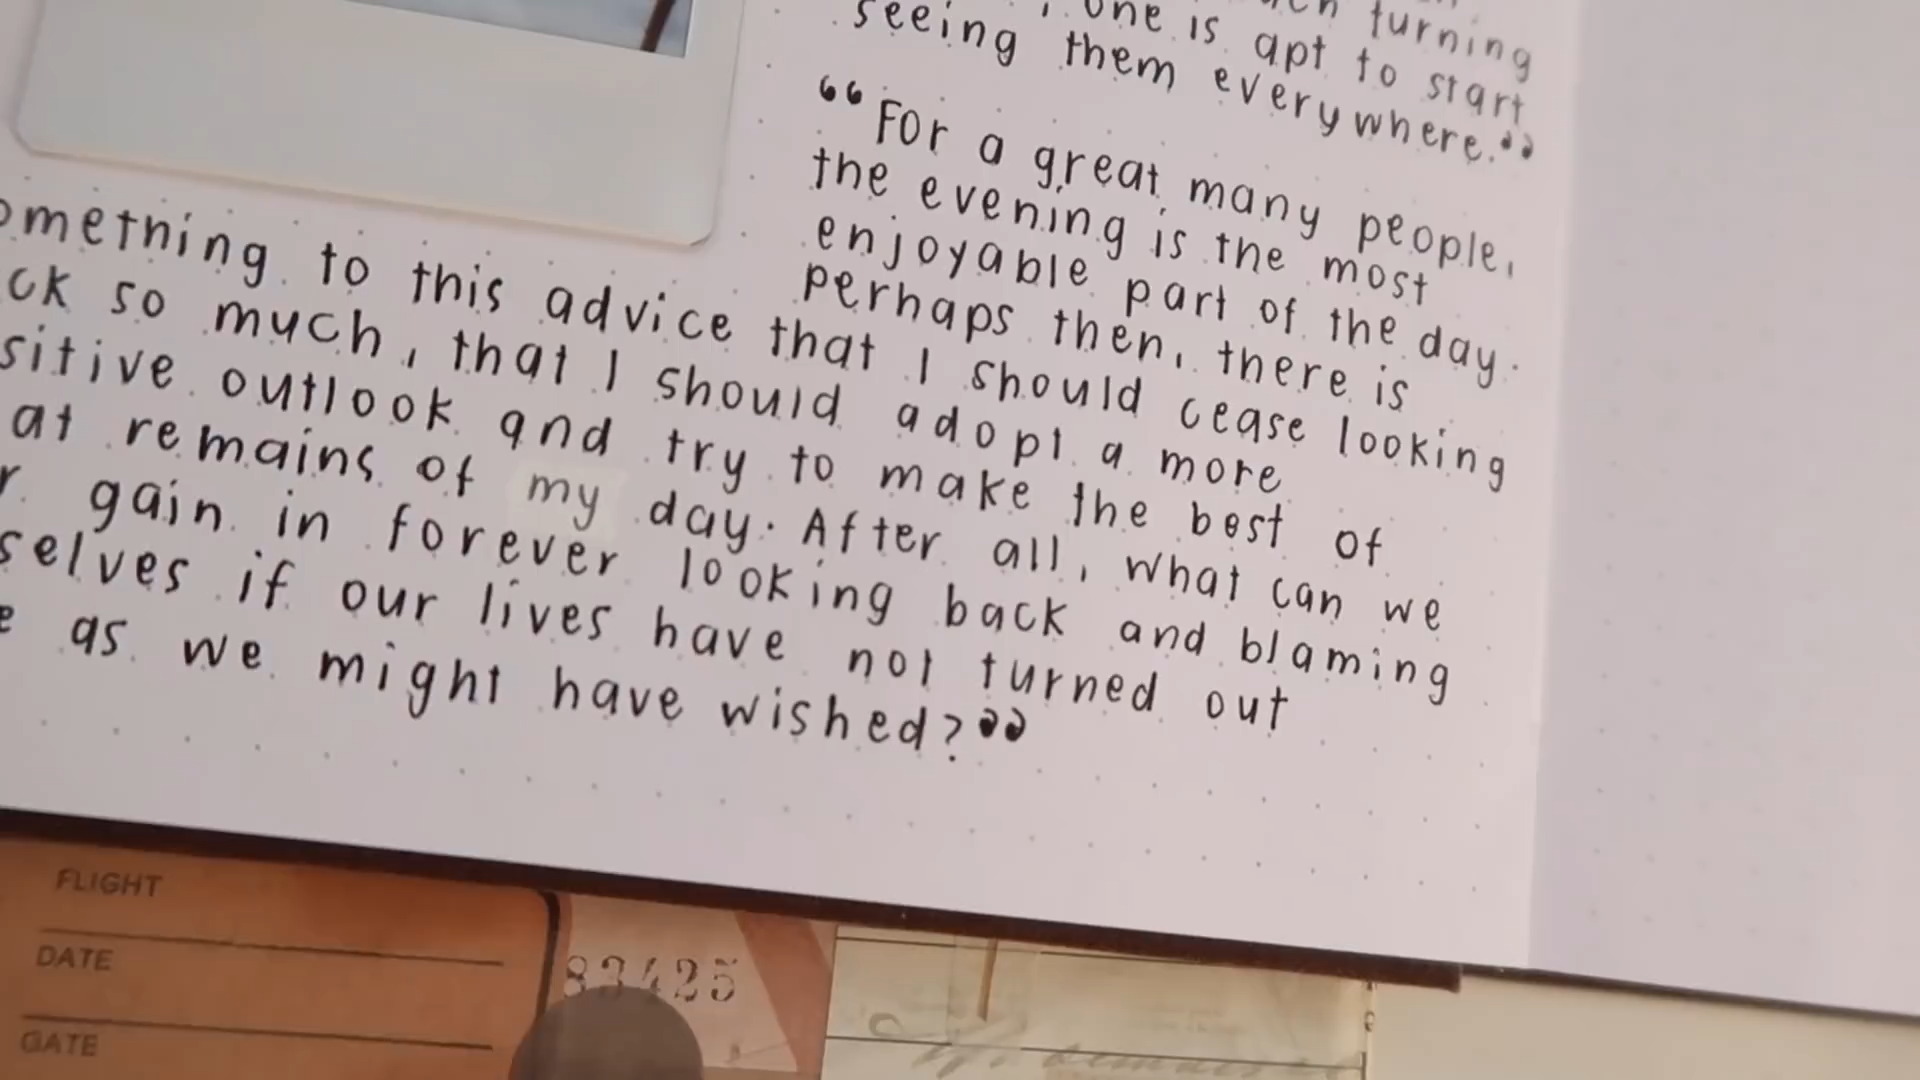 turning
one is apt to start
seeing them everywhere.”
“For a great many people,
the evening is the most
enjoyable part of the day.
perhaps then, there is
omething to this advice that I should cease looking
ck so much, that I should adopt a more
sitive outlook and try to make the best of
at remains of my day. After all, what can we
r gain in forever looking back and blaming
selves if our lives have not turned out
e as we might have wished?”
FLIGHT
DATE
GATE
83425